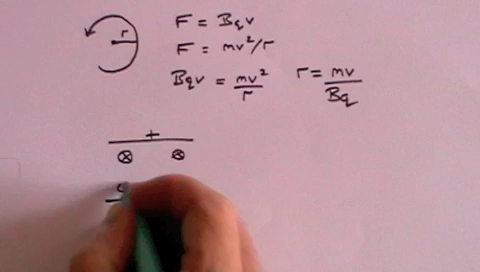 r
F = Bqv
F = mv²/r
Bqv = mv²/r r = mv/Bq
+
⊗ ⊗